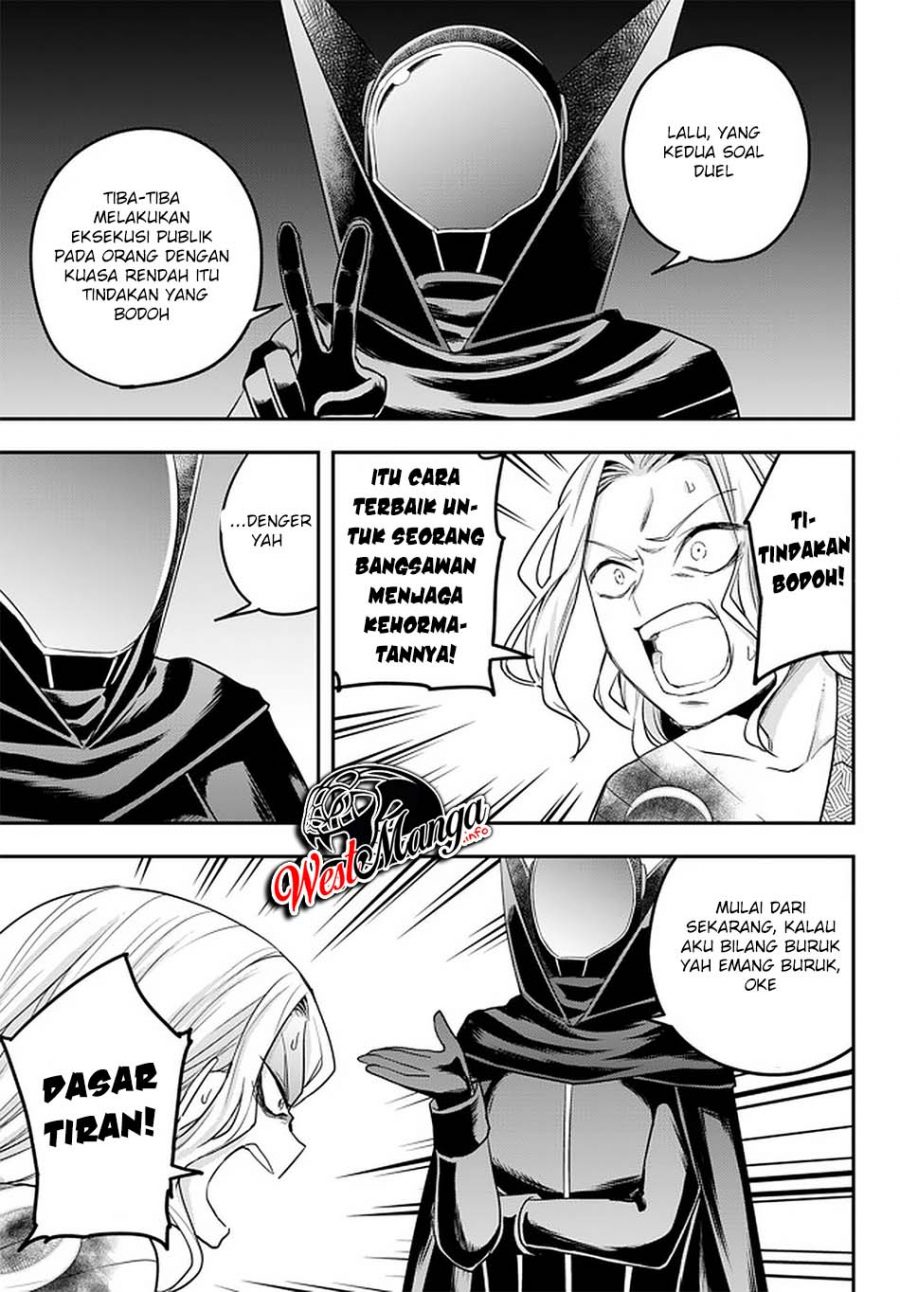 LALU, YANG
KEDUA SOAL
DUEL
TIBA-TIBA
MELAKUKAN
EKSEKUSI PUBLIK
PADA ORANG DENGAN
KUASA RENDAH ITU
TINDAKAN YANG
BODOH
TI-
TINDAKAN
BODOH!
ITU CARA
TERBAIK UN-
TUK SEORANG
BANGSAWAN
MENJAGA
KEHORMA-
TANNYA!
...DENGER
YAH
WestManga
.info
MULAI DARI
SEKARANG, KALAU
AKU BILANG BURUK
YAH EMANG BURUK,
OKE
DASAR
TIRAN!